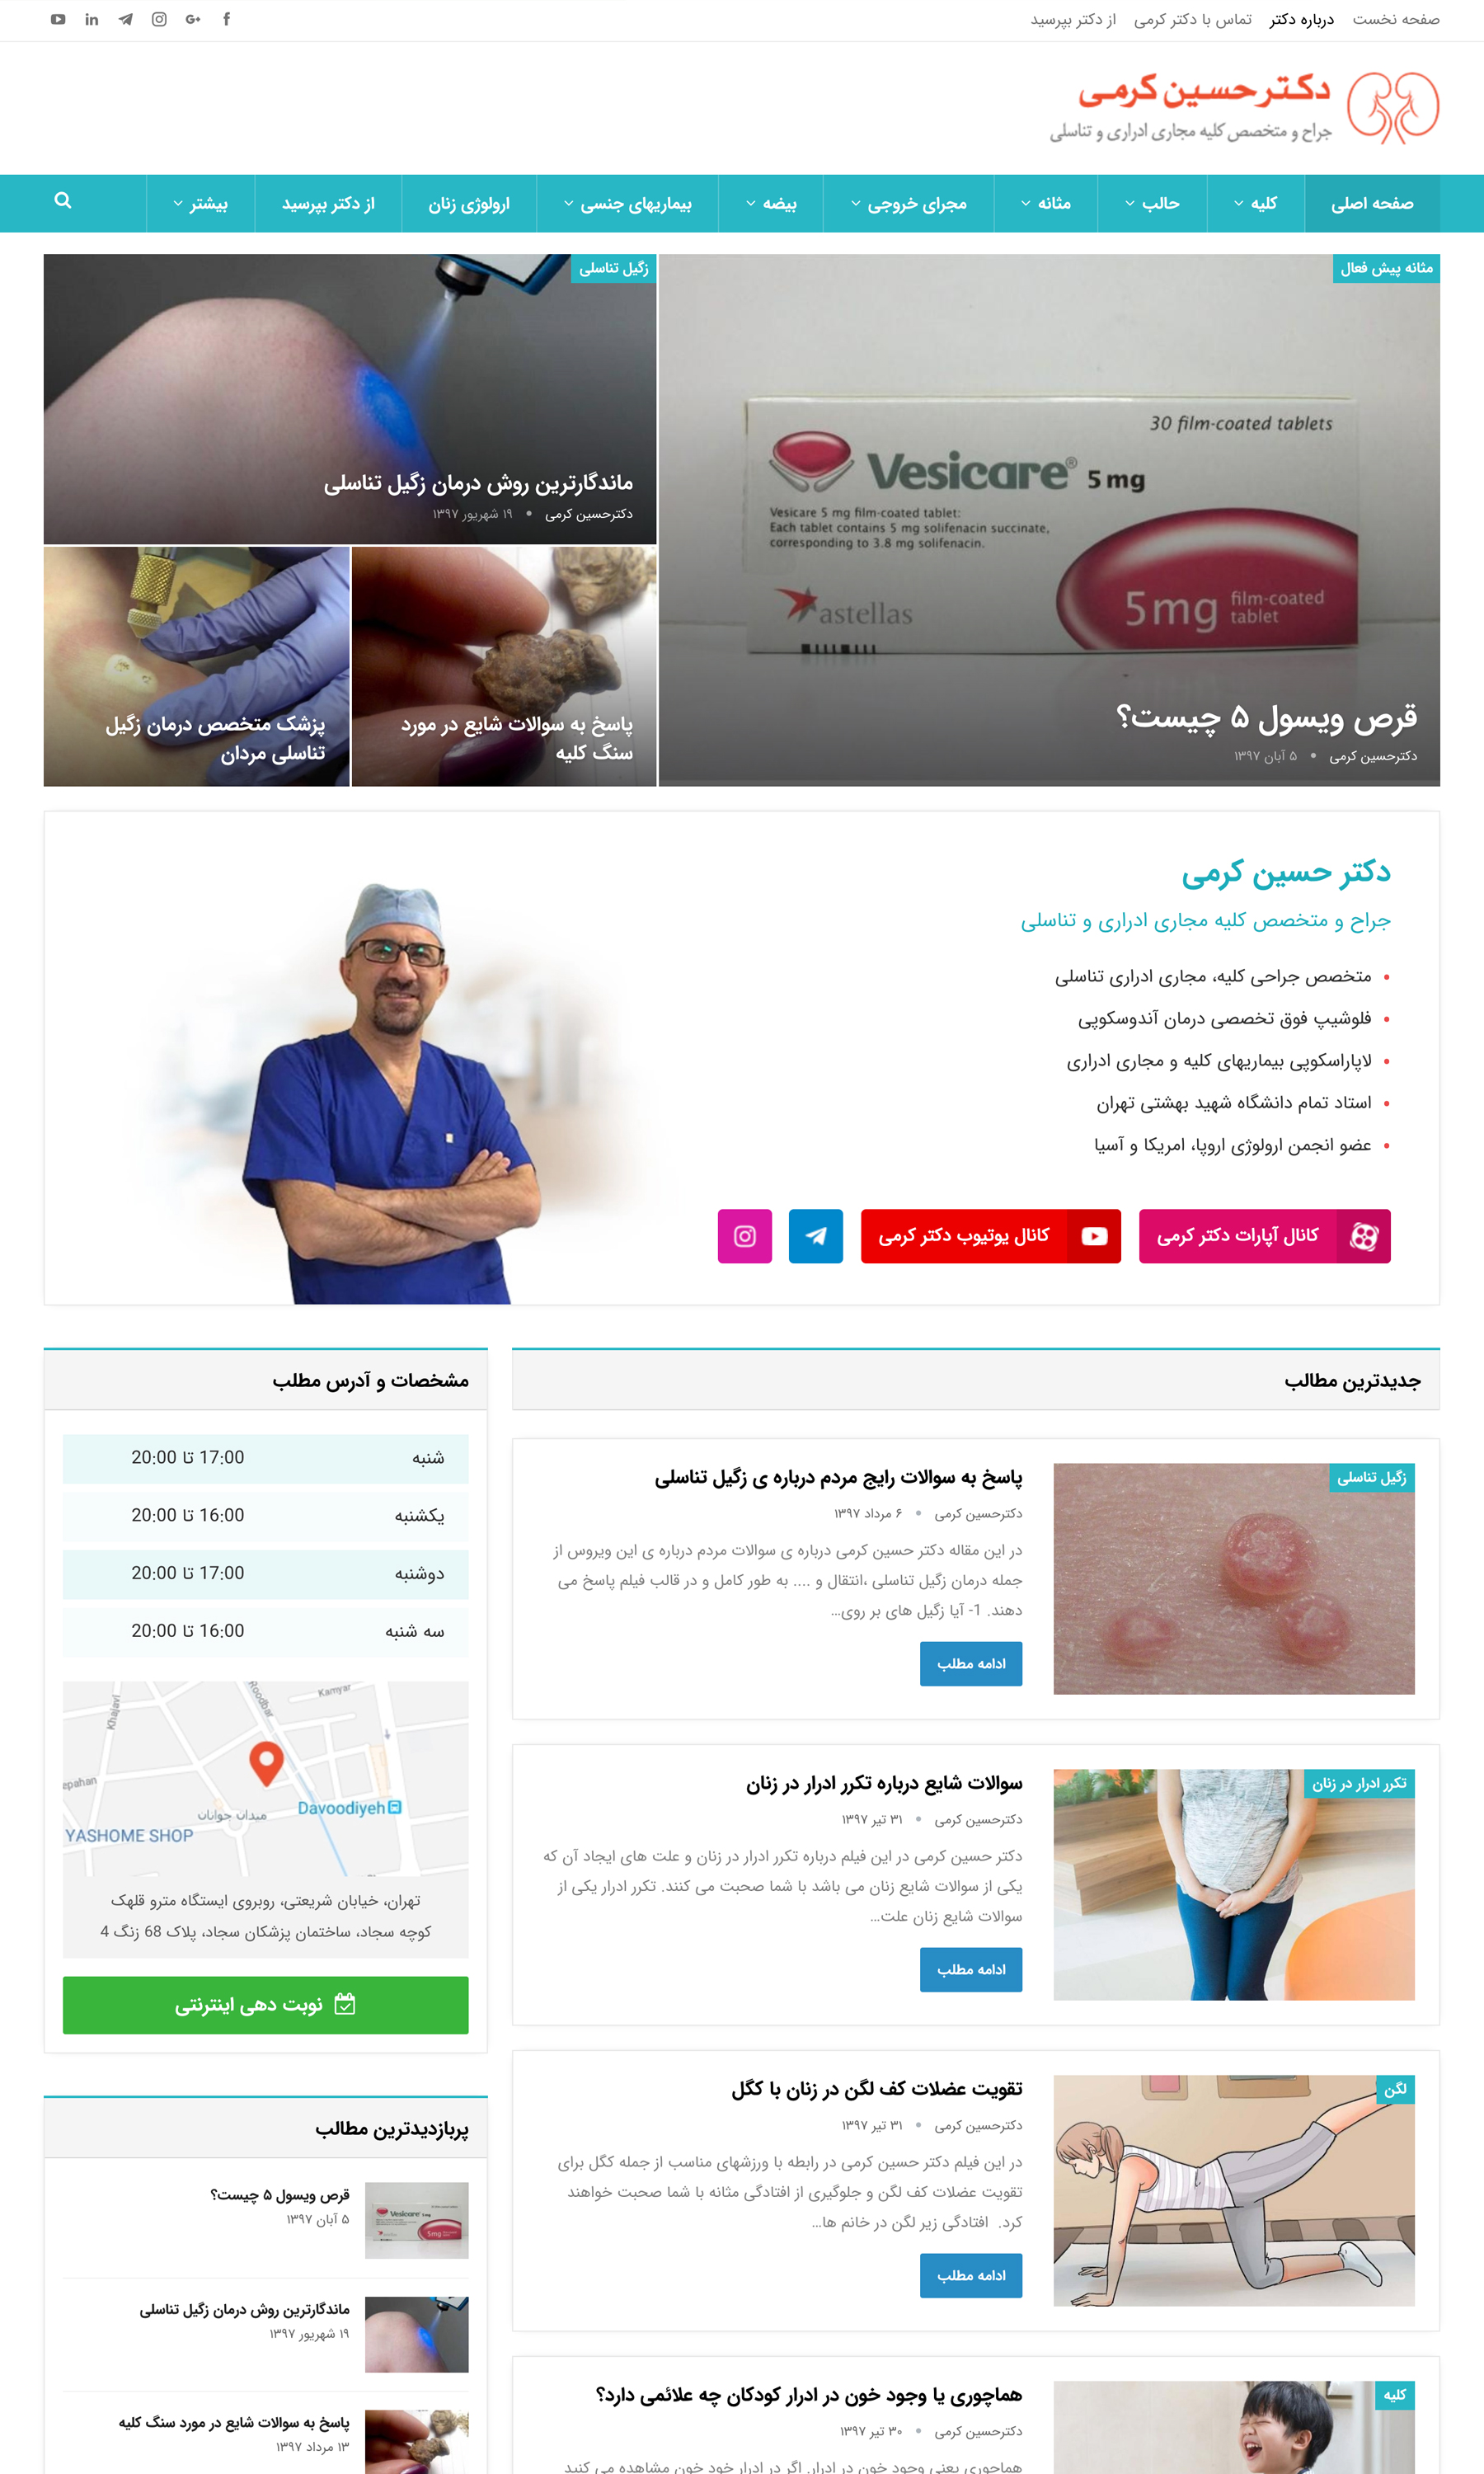 صفحه نخست
درباره دکتر
تماس با دکتر کرمی
از دکتر بپرسید
دکتر حسین کرمی
جراح و متخصص کلیه مجاری ادراری و تناسلی
صفحه اصلی
کلیه
حالب
مثانه
مجرای خروجی
بیضه
بیماریهای جنسی
ارولوژی زنان
از دکتر بپرسید
بیشتر
مثانه پیش فعال
30 film-coated tablets
Vesicare® 5 mg
Vesicare 5 mg film-coated tablet:
Each tablet contains 5 mg solifenacin succinate,
corresponding to 3.8 mg solifenacin.
astellas
5mg film-coated
tablet
قرص ویسول ۵ چیست؟
دکترحسین کرمی • ۵ آبان ۱۳۹۷
زگیل تناسلی
ماندگارترین روش درمان زگیل تناسلی
دکترحسین کرمی • ۱۹ شهریور ۱۳۹۷
پاسخ به سوالات شایع در مورد
سنگ کلیه
پزشک متخصص درمان زگیل
تناسلی مردان
دکتر حسین کرمی
جراح و متخصص کلیه مجاری ادراری و تناسلی
• متخصص جراحی کلیه، مجاری ادراری تناسلی
• فلوشیپ فوق تخصصی درمان آندوسکوپی
• لاپاراسکوپی بیماریهای کلیه و مجاری ادراری
• استاد تمام دانشگاه شهید بهشتی تهران
• عضو انجمن ارولوژی اروپا، امریکا و آسیا
کانال آپارات دکتر کرمی
کانال یوتیوب دکتر کرمی
جدیدترین مطالب
زگیل تناسلی
پاسخ به سوالات رایج مردم درباره ی زگیل تناسلی
دکترحسین کرمی • ۶ مرداد ۱۳۹۷
در این مقاله دکتر حسین کرمی درباره ی سوالات مردم درباره ی این ویروس از
جمله درمان زگیل تناسلی ،انتقال و .... به طور کامل و در قالب فیلم پاسخ می
دهند. 1- آیا زگیل های بر روی...
ادامه مطلب
تکرر ادرار در زنان
سوالات شایع درباره تکرر ادرار در زنان
دکترحسین کرمی • ۳۱ تیر ۱۳۹۷
دکتر حسین کرمی در این فیلم درباره تکرر ادرار در زنان و علت های ایجاد آن که
یکی از سوالات شایع زنان می باشد با شما صحبت می کنند. تکرر ادرار یکی از
سوالات شایع زنان علت...
ادامه مطلب
لگن
تقویت عضلات کف لگن در زنان با کگل
دکترحسین کرمی • ۳۱ تیر ۱۳۹۷
در این فیلم دکتر حسین کرمی در رابطه با ورزشهای مناسب از جمله کگل برای
تقویت عضلات کف لگن و جلوگیری از افتادگی مثانه با شما صحبت خواهند
کرد. افتادگی زیر لگن در خانم ها...
ادامه مطلب
کلیه
هماچوری یا وجود خون در ادرار کودکان چه علائمی دارد؟
دکترحسین کرمی • ۳۰ تیر ۱۳۹۷
هماچوری یعنی وجود خون در ادرار. اگر در ادرار خود خون مشاهده می کنید
مشخصات و آدرس مطلب
شنبه 17:00 تا 20:00
یکشنبه 16:00 تا 20:00
دوشنبه 17:00 تا 20:00
سه شنبه 16:00 تا 20:00
Khajavi
Roodbar
Kamyar
epahan
میدان جوانان
Davoodiyeh
YASHOME SHOP
تهران، خیابان شریعتی، روبروی ایستگاه مترو قلهک
کوچه سجاد، ساختمان پزشکان سجاد، پلاک 68 زنگ 4
نوبت دهی اینترنتی
پربازدیدترین مطالب
Vesicare
5mg
قرص ویسول ۵ چیست؟
۵ آبان ۱۳۹۷
ماندگارترین روش درمان زگیل تناسلی
۱۹ شهریور ۱۳۹۷
پاسخ به سوالات شایع در مورد سنگ کلیه
۱۳ مرداد ۱۳۹۷